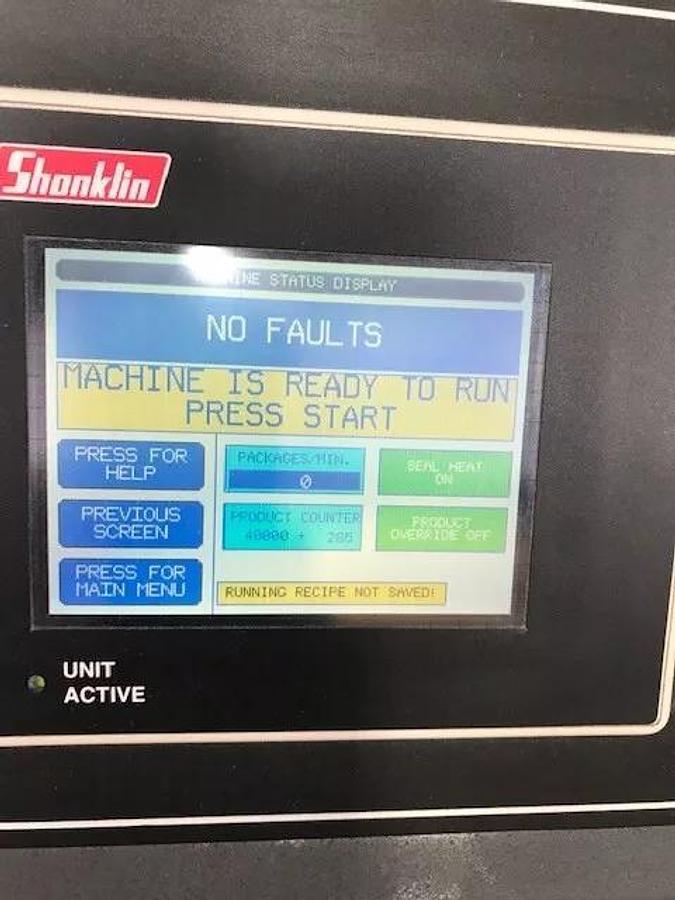 Shanklin
MACHINE STATUS DISPLAY
NO FAULTS
MACHINE IS READY TO RUN
PRESS START
PRESS FOR
HELP
PACKAGES/MIN.
0
SEAL HEAT
ON
PREVIOUS
SCREEN
PRODUCT COUNTER
40000 + 286
PRODUCT
OVERRIDE OFF
PRESS FOR
MAIN MENU
RUNNING RECIPE NOT SAVED!
UNIT
ACTIVE